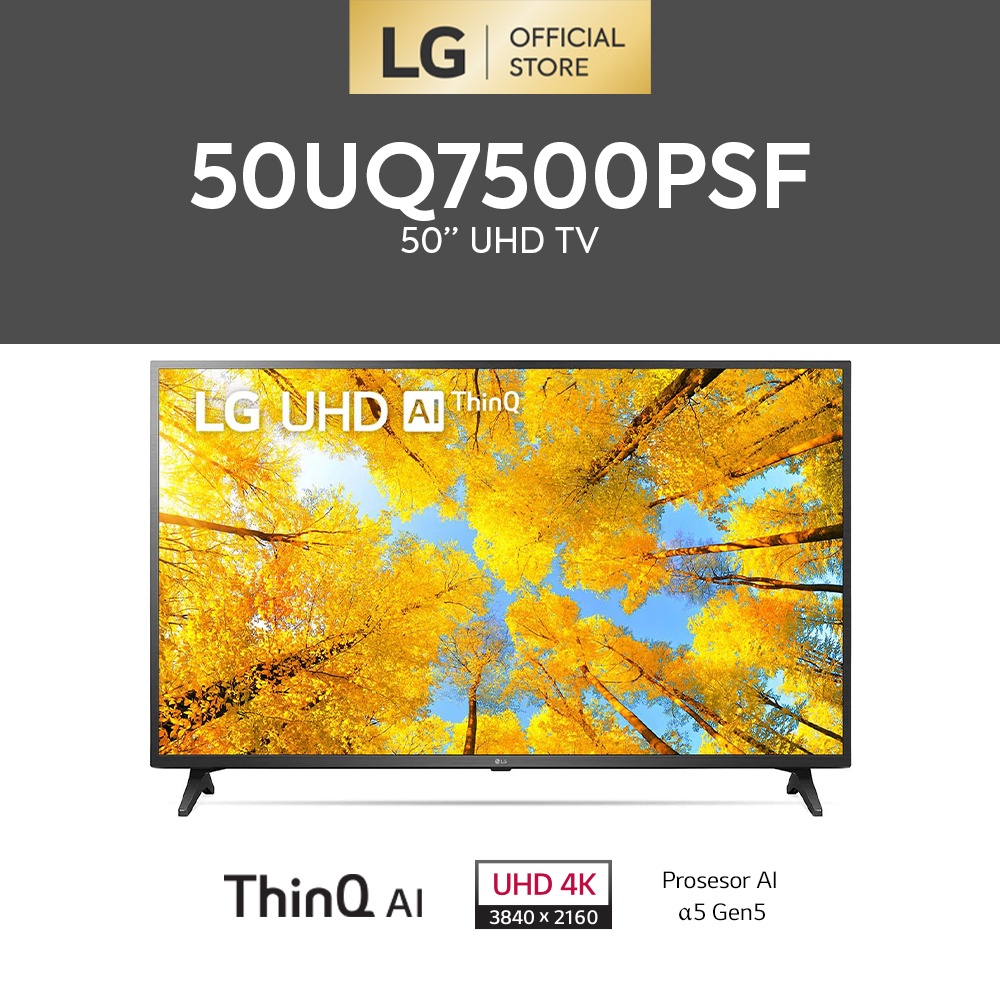 LG
OFFICIAL
STORE
50UQ7500PSF
50’’ UHD TV
LG UHD AI ThinQ
LG
ThinQ AI
UHD 4K
3840 x 2160
Prosesor AI
α5 Gen5